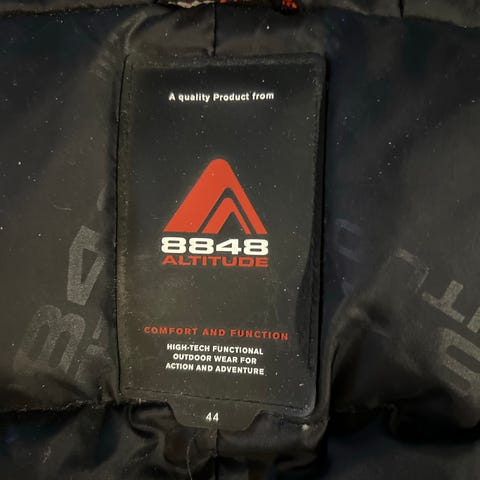 A quality Product from
8848
ALTITUDE
COMFORT AND FUNCTION
HIGH-TECH FUNCTIONAL
OUTDOOR WEAR FOR
ACTION AND ADVENTURE
44